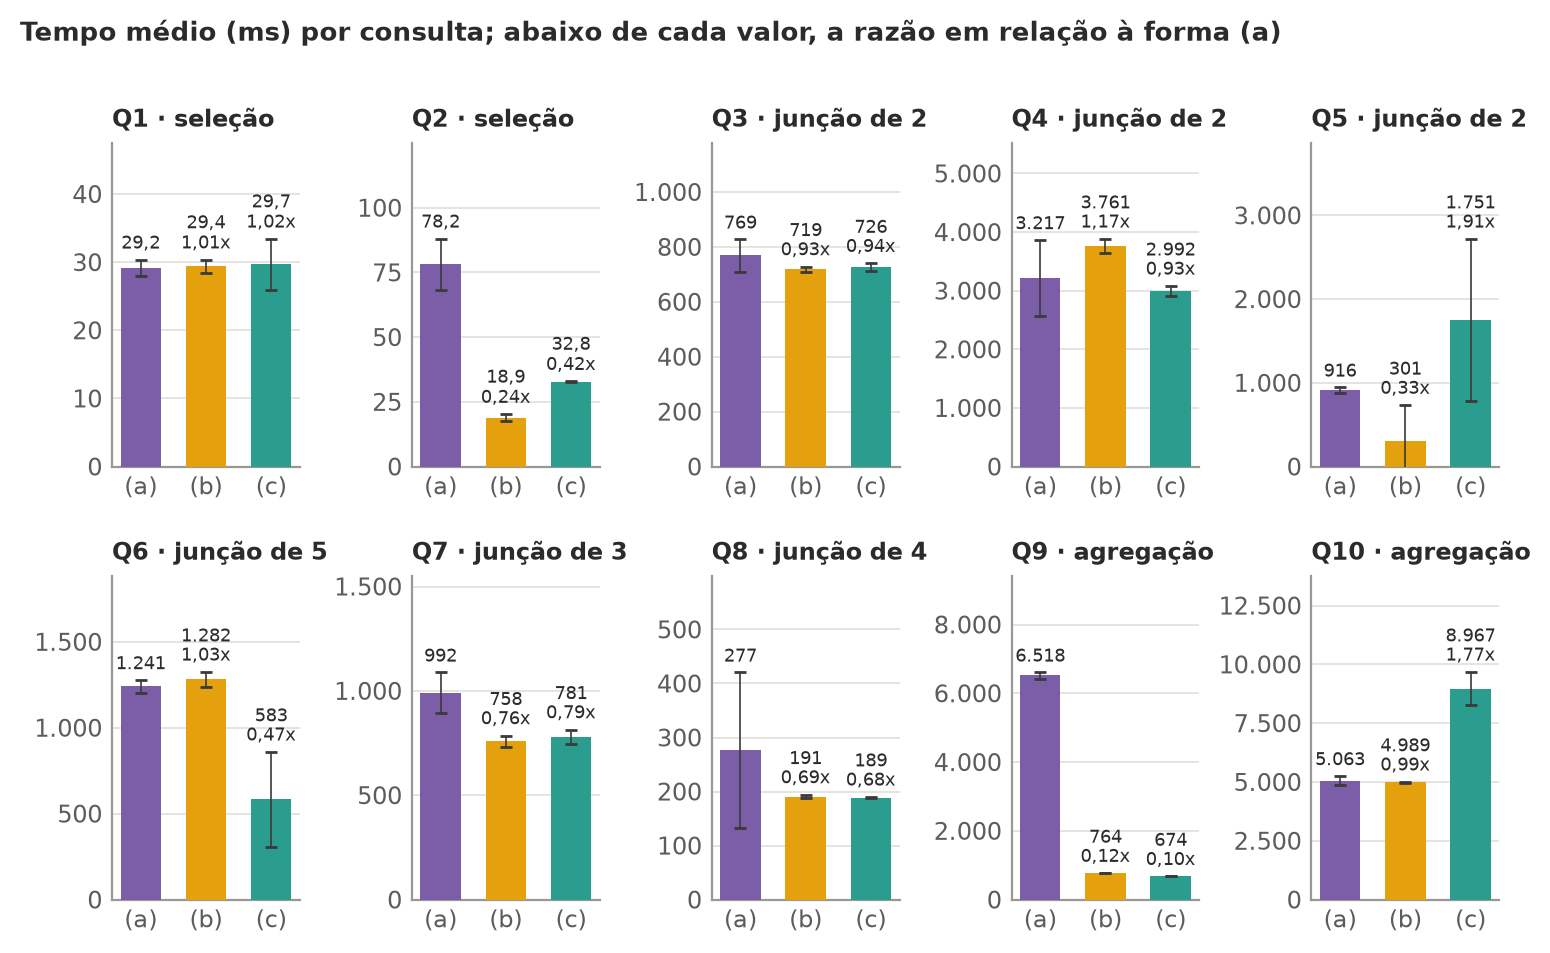 Tempo médio (ms) por consulta; abaixo de cada valor, a razão em relação à forma (a)
Q1 · seleção
40
30
20
10
0
29,2
29,4
1,01x
29,7
1,02x
(a) (b) (c)
Q2 · seleção
100
75
50
25
0
78,2
18,9
0,24x
32,8
0,42x
(a) (b) (c)
Q3 · junção de 2
1.000
800
600
400
200
0
769
719
0,93x
726
0,94x
(a) (b) (c)
Q4 · junção de 2
5.000
4.000
3.000
2.000
1.000
0
3.217
3.761
1,17x
2.992
0,93x
(a) (b) (c)
Q5 · junção de 2
3.000
2.000
1.000
0
916
301
0,33x
1.751
1,91x
(a) (b) (c)
Q6 · junção de 5
1.500
1.000
500
0
1.241
1.282
1,03x
583
0,47x
(a) (b) (c)
Q7 · junção de 3
1.500
1.000
500
0
992
758
0,76x
781
0,79x
(a) (b) (c)
Q8 · junção de 4
500
400
300
200
100
0
277
191
0,69x
189
0,68x
(a) (b) (c)
Q9 · agregação
8.000
6.000
4.000
2.000
0
6.518
764
0,12x
674
0,10x
(a) (b) (c)
Q10 · agregação
12.500
10.000
7.500
5.000
2.500
0
5.063
4.989
0,99x
8.967
1,77x
(a) (b) (c)